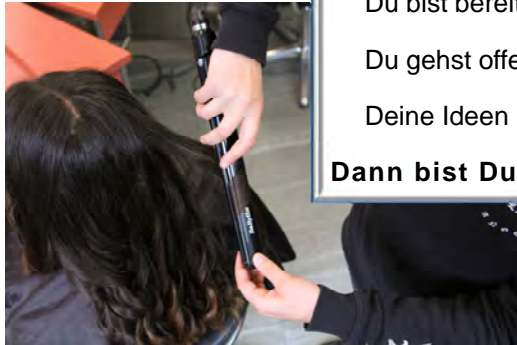 Du bist bereit
Du gehst offe
Deine Ideen
Dann bist Du